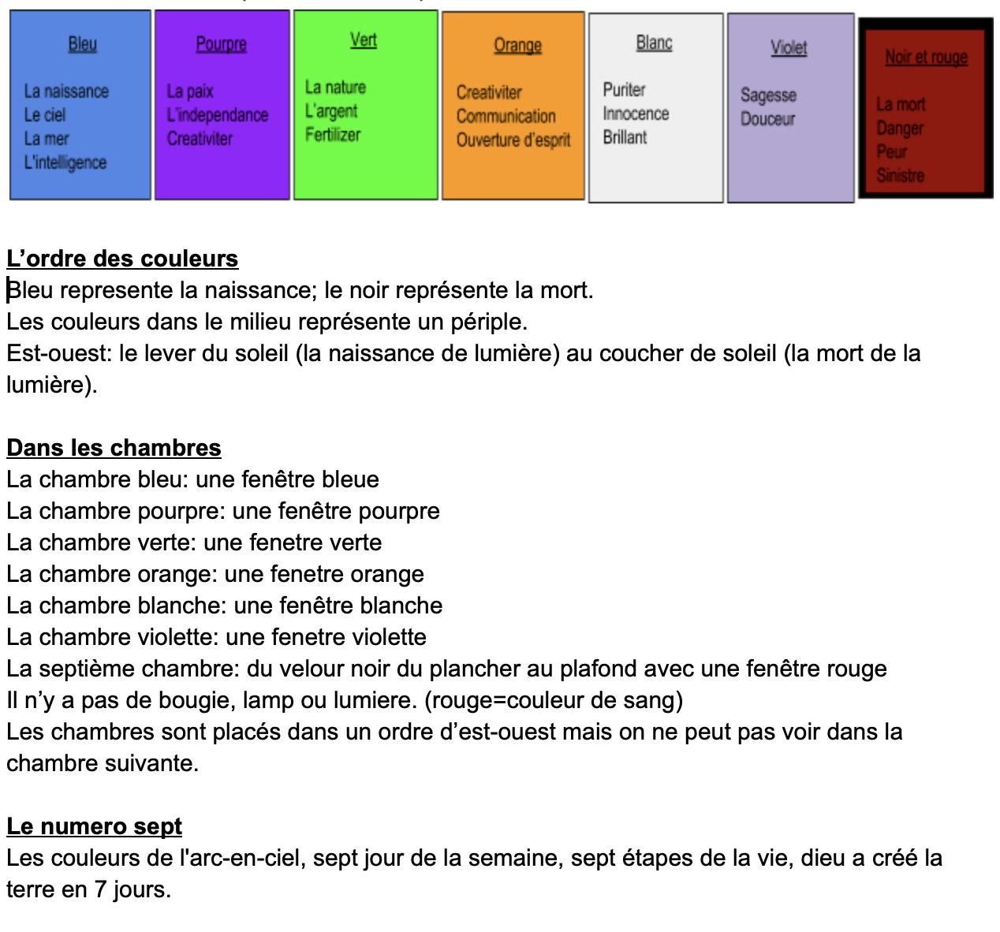 Bleu
La naissance
Le ciel
La mer
L'intelligence
Pourpre
La paix
L'independance
Creativiter
Vert
La nature
L'argent
Fertilizer
Orange
Creativiter
Communication
Ouverture d'esprit
Blanc
Puriter
Innocence
Brillant
Violet
Sagesse
Douceur
Noir et rouge
La mort
Danger
Peur
Sinistre
L’ordre des couleurs
Bleu represente la naissance; le noir représente la mort.
Les couleurs dans le milieu représente un périple.
Est-ouest: le lever du soleil (la naissance de lumière) au coucher de soleil (la mort de la
lumière).
Dans les chambres
La chambre bleu: une fenêtre bleue
La chambre pourpre: une fenêtre pourpre
La chambre verte: une fenetre verte
La chambre orange: une fenetre orange
La chambre blanche: une fenêtre blanche
La chambre violette: une fenetre violette
La septième chambre: du velour noir du plancher au plafond avec une fenêtre rouge
Il n’y a pas de bougie, lamp ou lumiere. (rouge=couleur de sang)
Les chambres sont placés dans un ordre d’est-ouest mais on ne peut pas voir dans la
chambre suivante.
Le numero sept
Les couleurs de l'arc-en-ciel, sept jour de la semaine, sept étapes de la vie, dieu a créé la
terre en 7 jours.